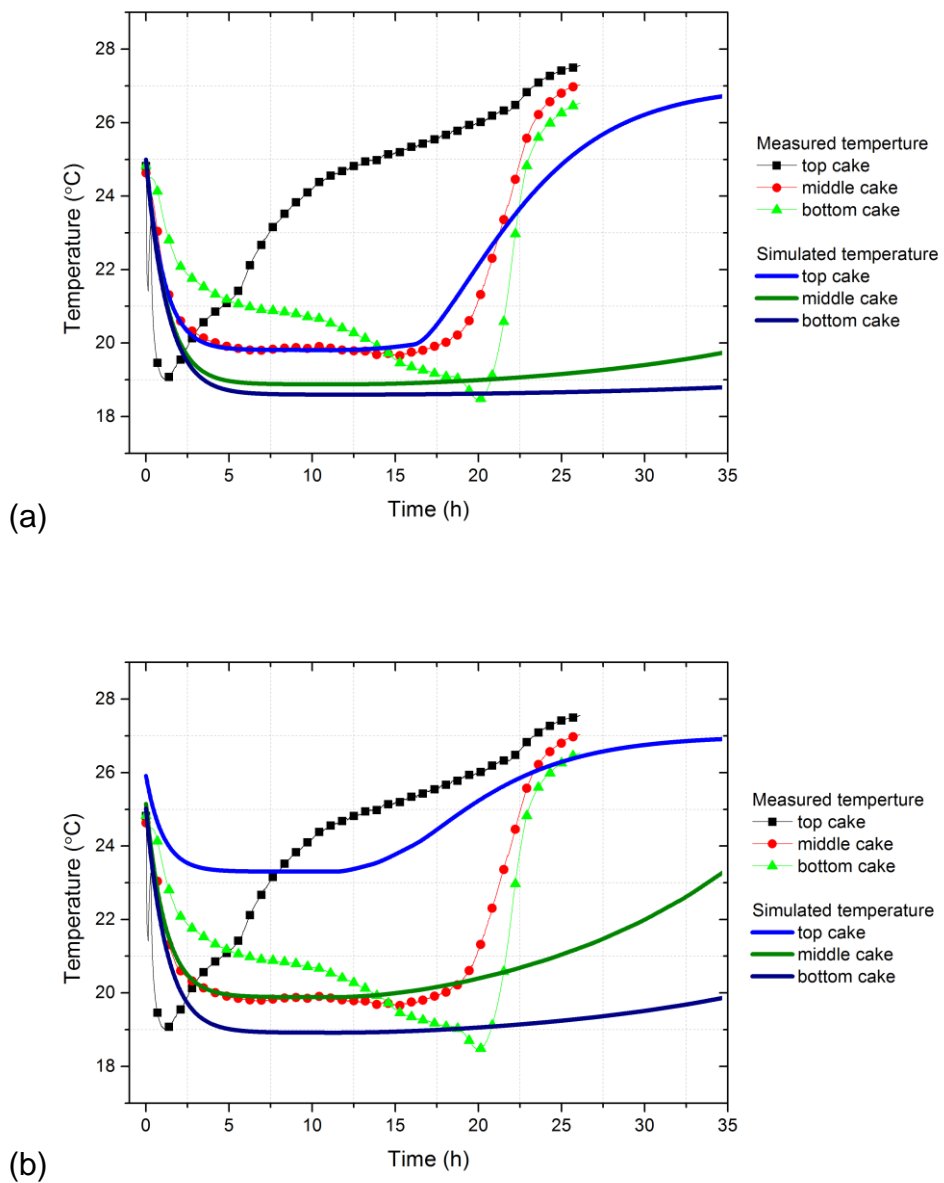 28
26
24
22
20
18
Temperature (°C)
0
5
10
15
20
25
30
35
Time (h)
Measured temperture
top cake
middle cake
bottom cake
Simulated temperature
top cake
middle cake
bottom cake
(a)
28
26
24
22
20
18
Temperature (°C)
0
5
10
15
20
25
30
35
Time (h)
Measured temperture
top cake
middle cake
bottom cake
Simulated temperature
top cake
middle cake
bottom cake
(b)